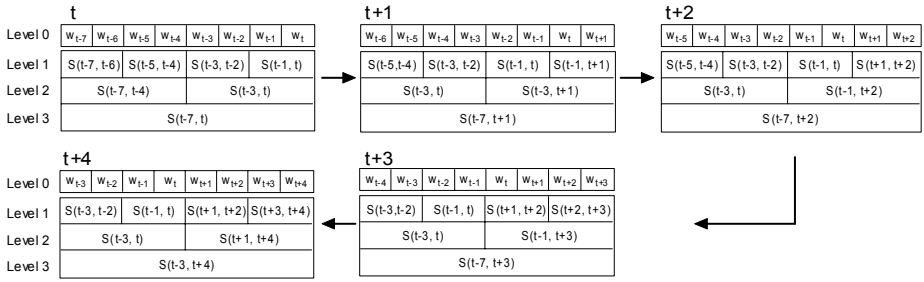 t t+1 t+2
Level 0 w_{t-7} w_{t-6} w_{t-5} w_{t-4} w_{t-3} w_{t-2} w_{t-1} w_t w_{t-6} w_{t-5} w_{t-4} w_{t-3} w_{t-2} w_{t-1} w_t w_{t+1} w_{t-5} w_{t-4} w_{t-3} w_{t-2} w_{t-1} w_t w_{t+1} w_{t+2}
Level 1 S(t-7, t-6) S(t-5, t-4) S(t-3, t-2) S(t-1, t) S(t-5,t-4) S(t-3, t-2) S(t-1, t) S(t-1, t+1) S(t-5, t-4) S(t-3, t-2) S(t-1, t) S(t+1, t+2)
Level 2 S(t-7, t-4) S(t-3, t) S(t-3, t) S(t-3, t+1) S(t-3, t) S(t-1, t+2)
Level 3 S(t-7, t) S(t-7, t+1) S(t-7, t+2)
t+4 t+3
Level 0 w_{t-3} w_{t-2} w_{t-1} w_t w_{t+1} w_{t+2} w_{t+3} w_{t+4} w_{t-4} w_{t-3} w_{t-2} w_{t-1} w_t w_{t+1} w_{t+2} w_{t+3}
Level 1 S(t-3, t-2) S(t-1, t) S(t+1, t+2) S(t+3, t+4) S(t-3,t-2) S(t-1, t) S(t+1, t+2) S(t+2, t+3)
Level 2 S(t-3, t) S(t+1, t+4) S(t-3, t) S(t-1, t+3)
Level 3 S(t-3, t+4) S(t-7, t+3)